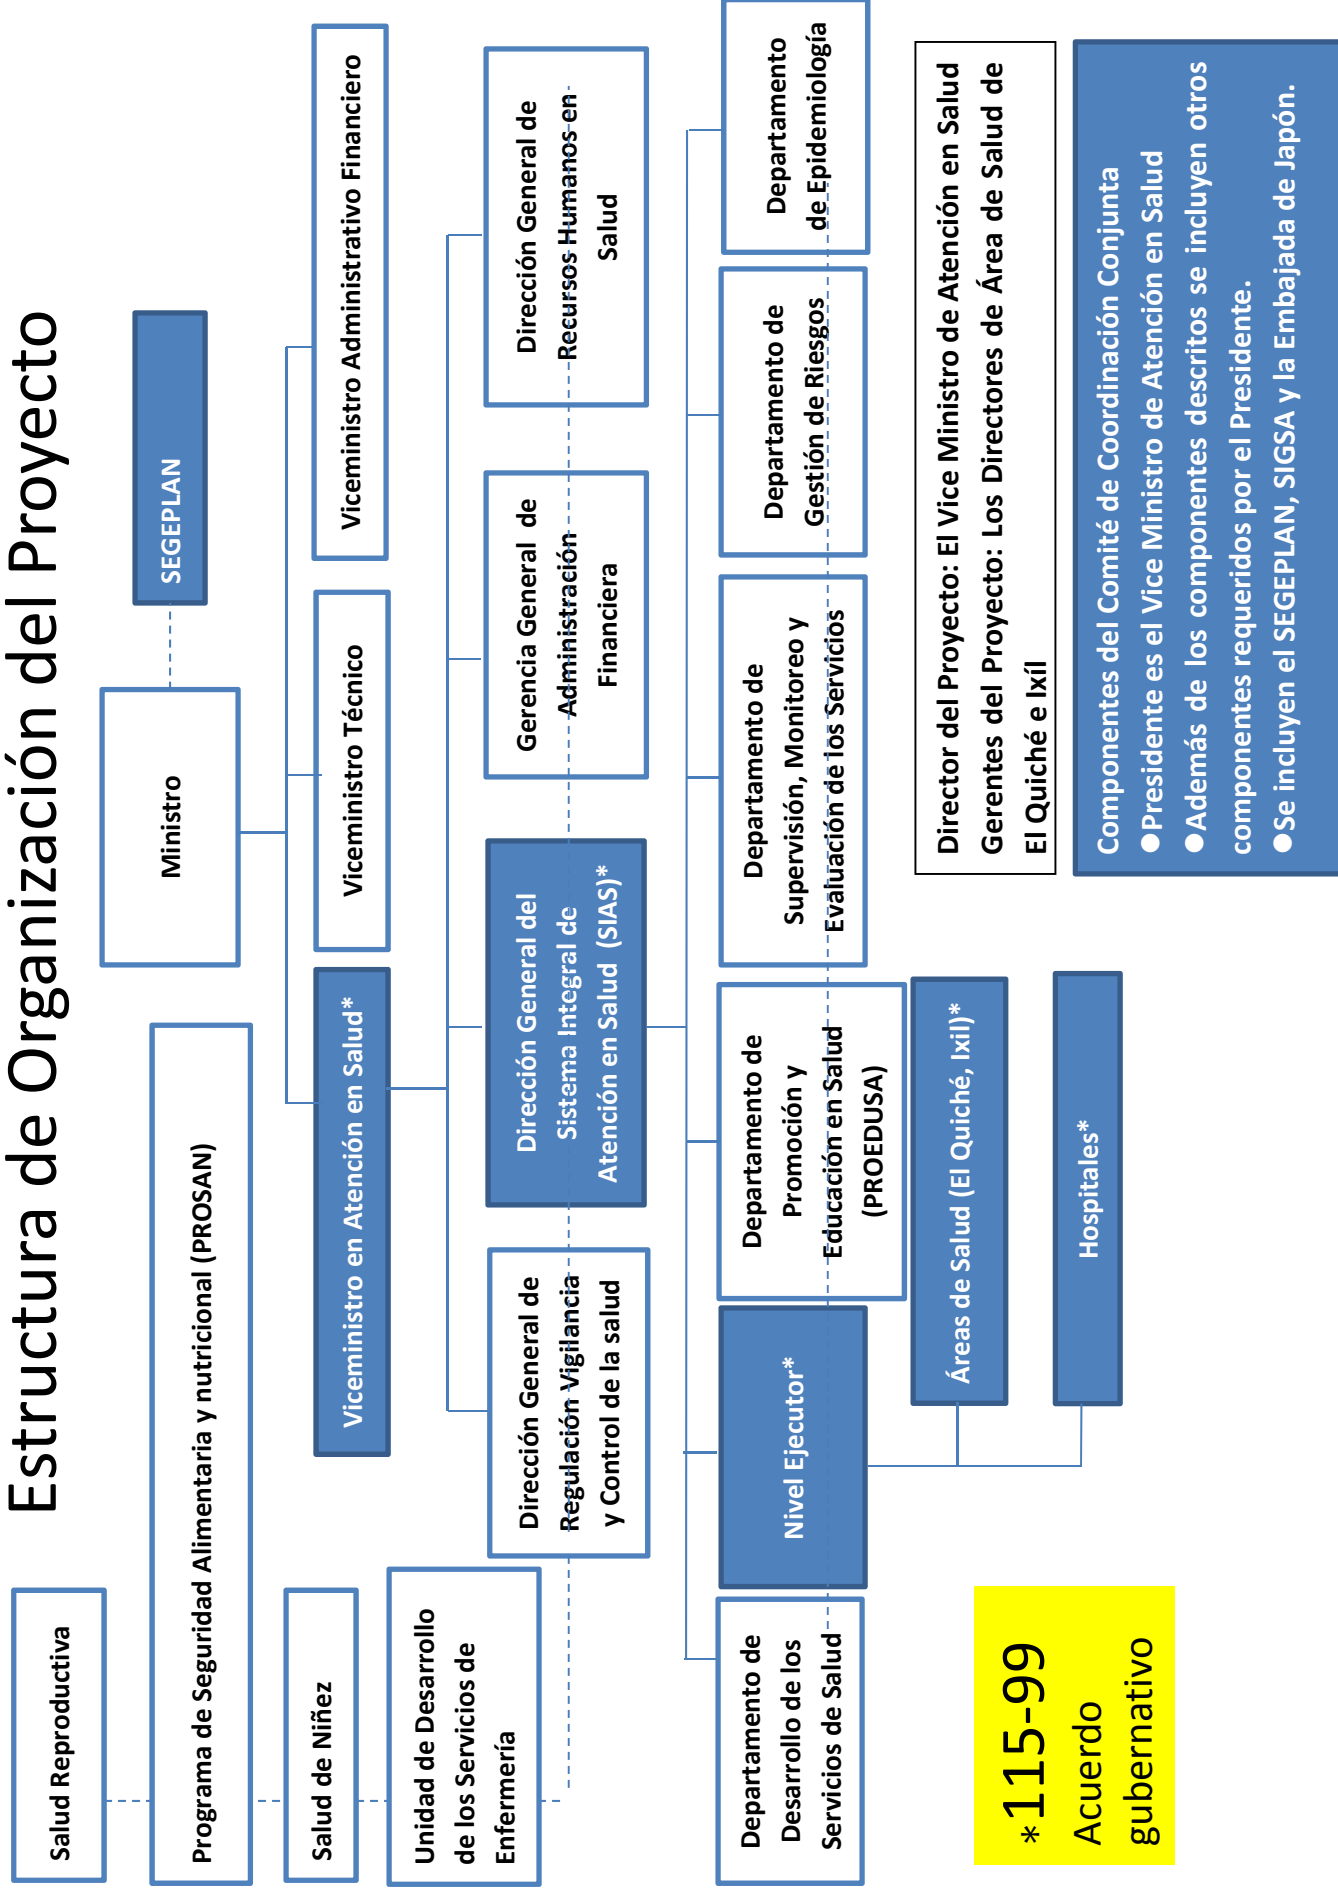 Estructura de Organización del Proyecto
Salud Reproductiva
Programa de Seguridad Alimentaria y nutricional (PROSAN)
Salud de Niñez
Unidad de Desarrollo
de los Servicios de
Enfermería
Ministro
SEGEPLAN
Viceministro en Atención en Salud*
Viceministro Técnico
Viceministro Administrativo Financiero
Dirección General de
Regulación Vigilancia
y Control de la salud
Dirección General del
Sistema Integral de
Atención en Salud (SIAS)*
Gerencia General de
Administración
Financiera
Dirección General de
Recursos Humanos en
Salud
Departamento de
Desarrollo de los
Servicios de Salud
Nivel Ejecutor*
Departamento de
Promoción y
Educación en Salud
(PROEDUSA)
Departamento de
Supervisión, Monitoreo y
Evaluación de los Servicios
Departamento de
Gestión de Riesgos
Departamento
de Epidemiología
Áreas de Salud (El Quiché, Ixil)*
Hospitales*
*115-99
Acuerdo
gubernativo
Director del Proyecto: El Vice Ministro de Atención en Salud
Gerentes del Proyecto: Los Directores de Área de Salud de
El Quiché e Ixíl
Componentes del Comité de Coordinación Conjunta
●Presidente es el Vice Ministro de Atención en Salud
●Además de los componentes descritos se incluyen otros
componentes requeridos por el Presidente.
●Se incluyen el SEGEPLAN, SIGSA y la Embajada de Japón.